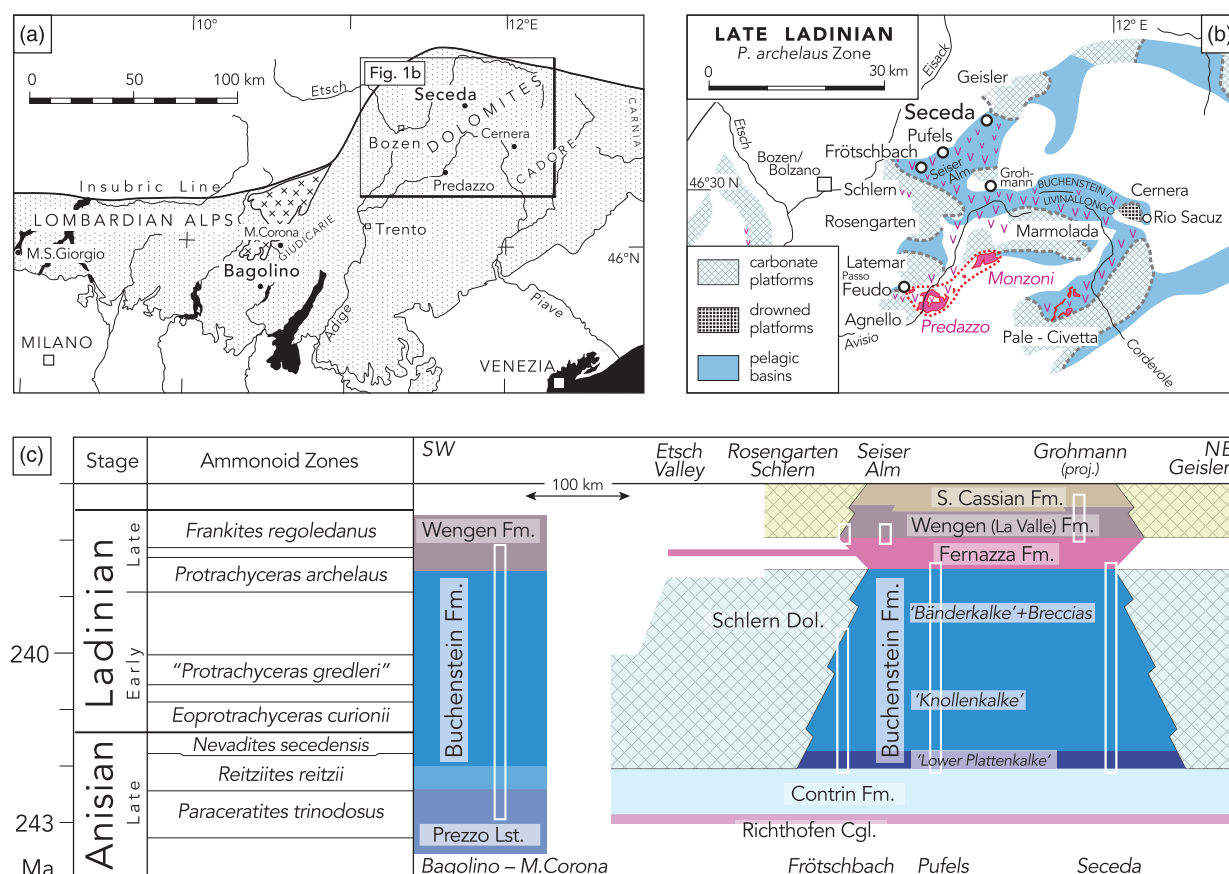 (a)
10°
12°E
0 50 100 km
Fig. 1b
Etsch
Seceda
DOLOMITES
Bozen
Cernera
CADORE
CARNIA
Predazzo
Insubric Line
LOMBARDIAN ALPS
M.Corona
GIUDICARIE
Trento
M.S.Giorgio
Bagolino
46°N
Adige
Piave
MILANO
VENEZIA
(b)
LATE LADINIAN
P. archelaus Zone
0 30 km
12° E
Eisack
Geisler
Seceda
Etsch
Pufels
Frötschbach
Seiser Alm
Bozen/
Bolzano
46°30 N
Schlern
Groh-
mann
BUCHENSTEIN /
LIVINALLONGO
Cernera
Rio Sacuz
Rosengarten
Marmolada
Latemar
Passo
Feudo
Monzoni
Agnello
Predazzo
Avisio
Pale - Civetta
Cordevole
carbonate
platforms
drowned
platforms
pelagic
basins
(c)
Stage
Ammonoid Zones
SW
Etsch
Valley
Rosengarten
Schlern
Seiser
Alm
Grohmann
(proj.)
NE
Geisler
100 km
S. Cassian Fm.
Late
Frankites regoledanus
Wengen Fm.
Wengen (La Valle) Fm.
Fernazza Fm.
Protrachyceras archelaus
Ladinian
Buchenstein Fm.
Schlern Dol.
Buchenstein Fm.
'Bänderkalke'+Breccias
240
Early
"Protrachyceras gredleri"
'Knollenkalke'
Eoprotrachyceras curionii
Nevadites secedensis
'Lower Plattenkalke'
Anisian
Late
Reitziites reitzii
Contrin Fm.
Paraceratites trinodosus
243
Prezzo Lst.
Richthofen Cgl.
Ma
Bagolino – M.Corona
Frötschbach
Pufels
Seceda